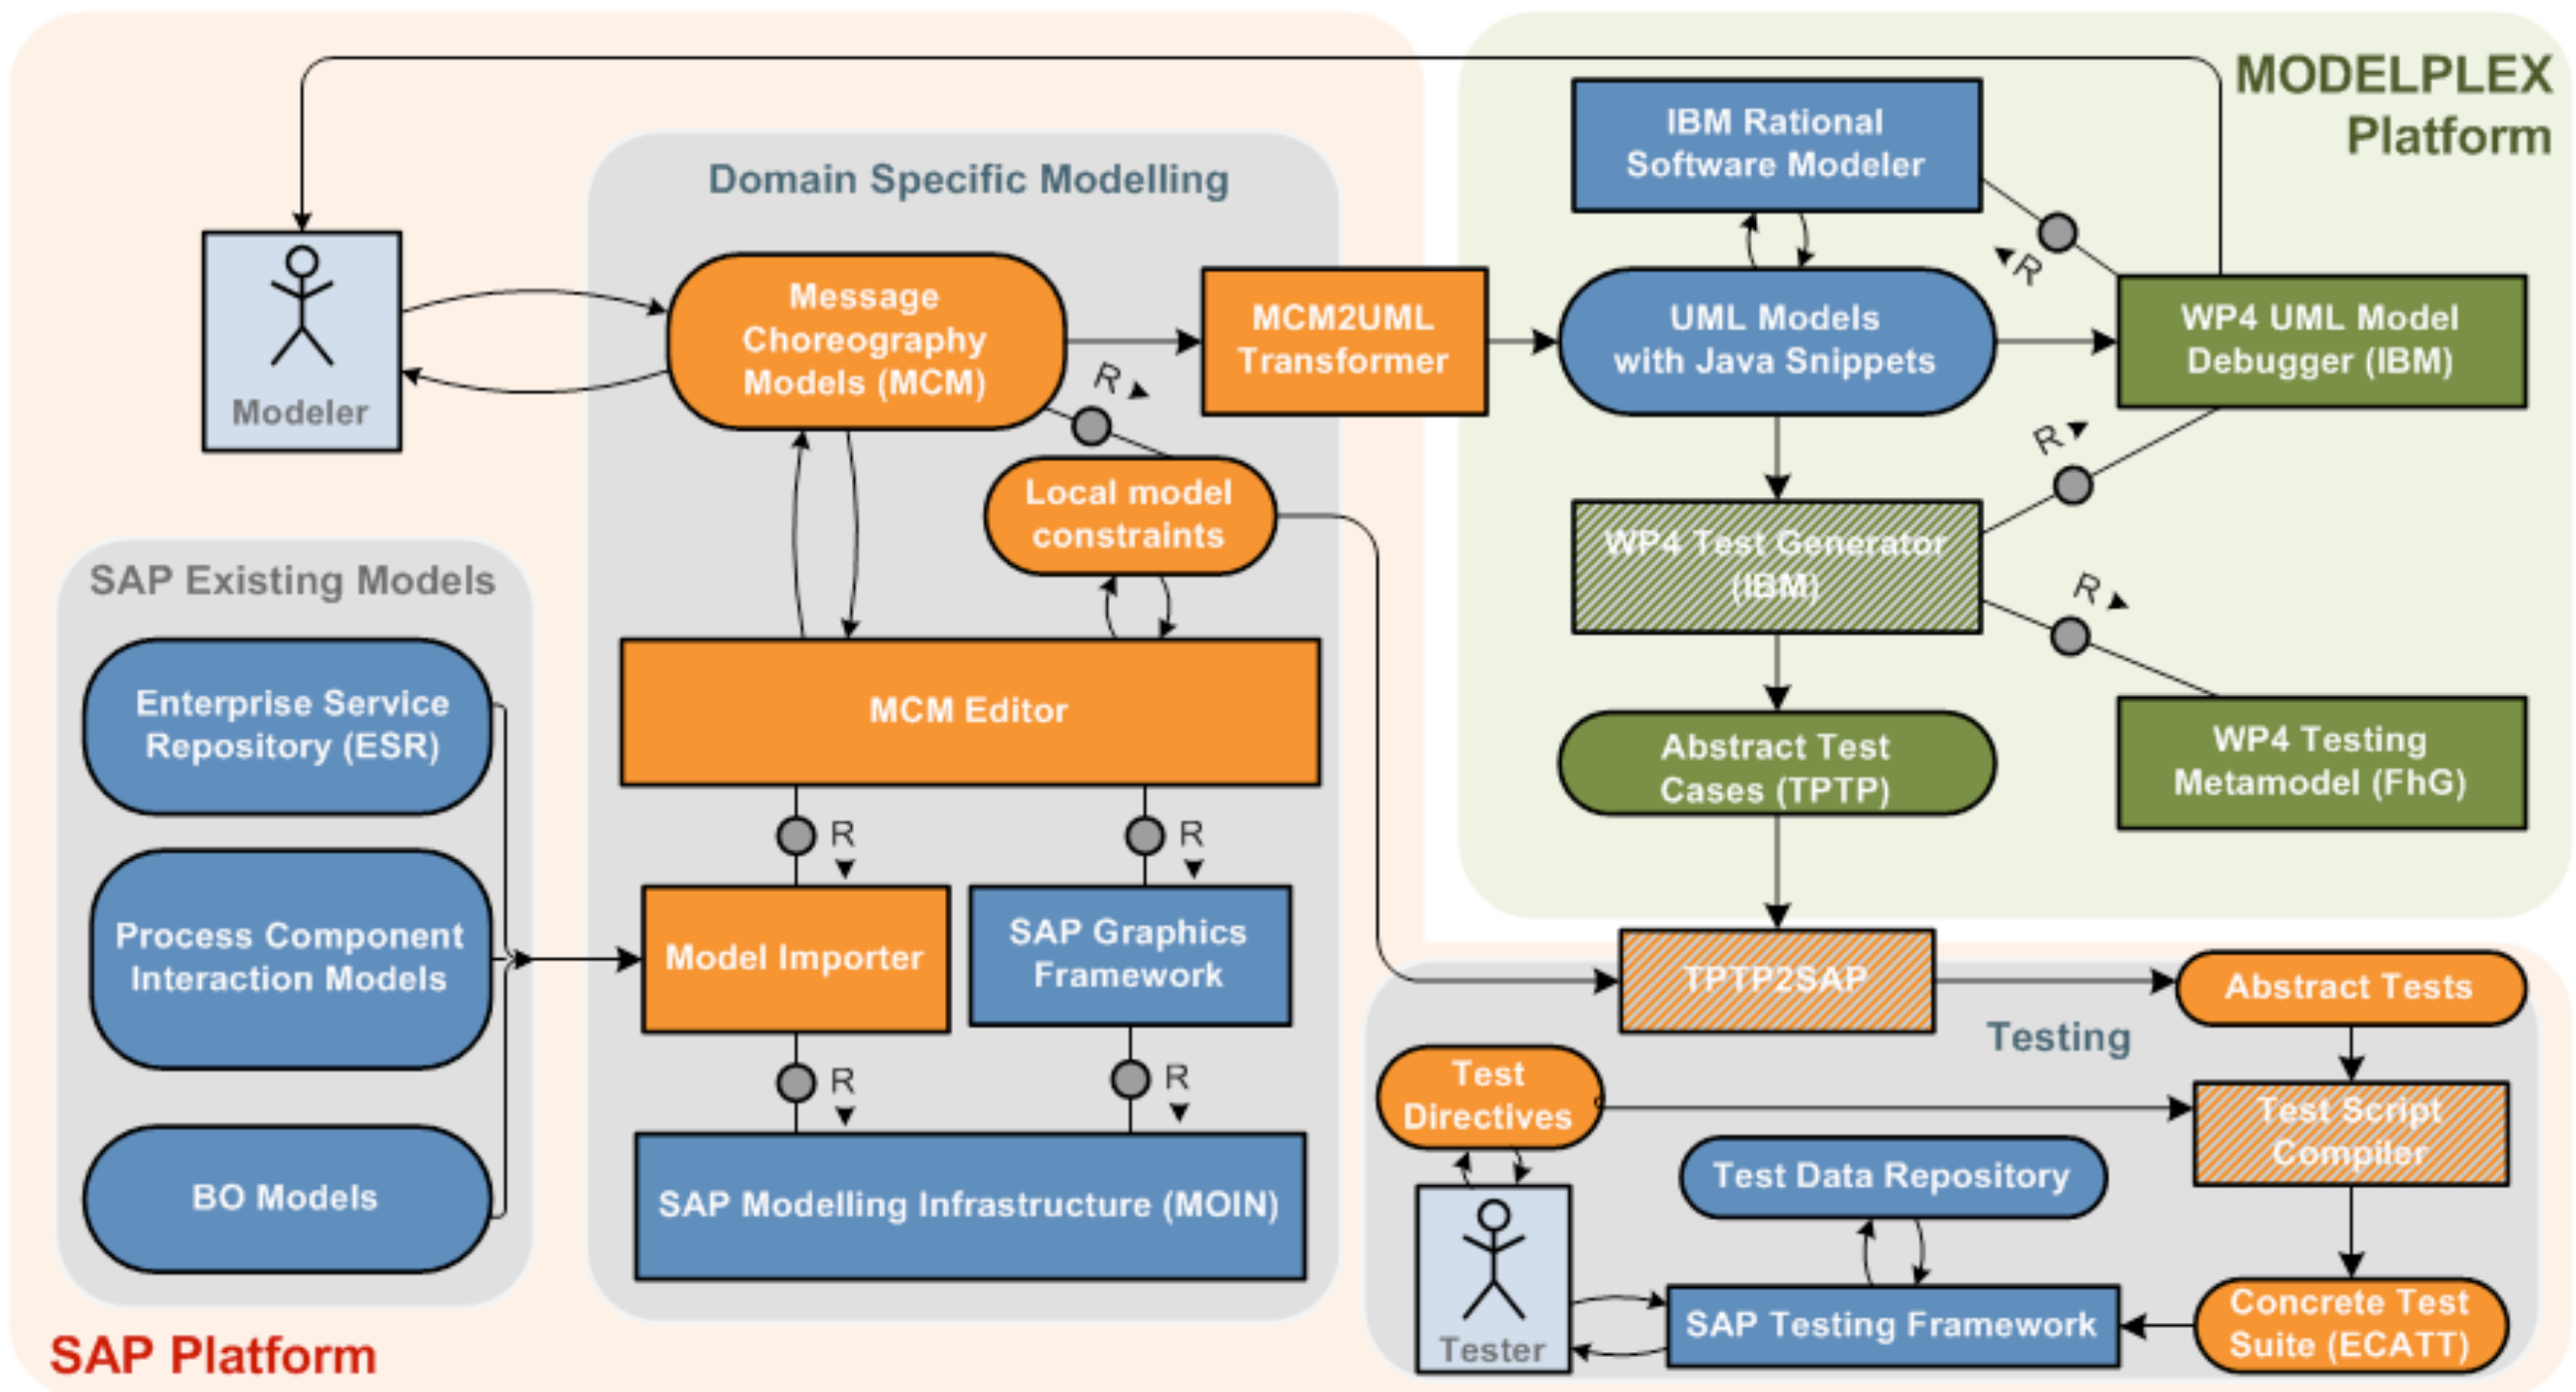 MODELPLEX
Platform
IBM Rational
Software Modeler
Domain Specific Modelling
R
Message
Choreography
Models (MCM)
MCM2UML
Transformer
UML Models
with Java Snippets
WP4 UML Model
Debugger (IBM)
Modeler
R
R
Local model
constraints
WP4 Test Generator
(IBM)
SAP Existing Models
R
Enterprise Service
Repository (ESR)
MCM Editor
Abstract Test
Cases (TPTP)
WP4 Testing
Metamodel (FhG)
R
R
Process Component
Interaction Models
Model Importer
SAP Graphics
Framework
TPTP2SAP
Abstract Tests
Testing
R
R
Test
Directives
Test Script
Compiler
BO Models
SAP Modelling Infrastructure (MOIN)
Test Data Repository
SAP Platform
Tester
SAP Testing Framework
Concrete Test
Suite (ECATT)